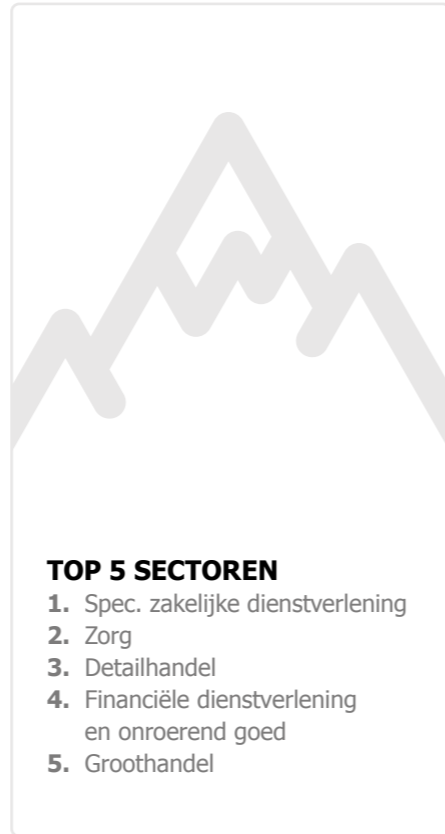 TOP 5 SECTOREN
1. Spec. zakelijke dienstverlening
2. Zorg
3. Detailhandel
4. Financiële dienstverlening
en onroerend goed
5. Groothandel